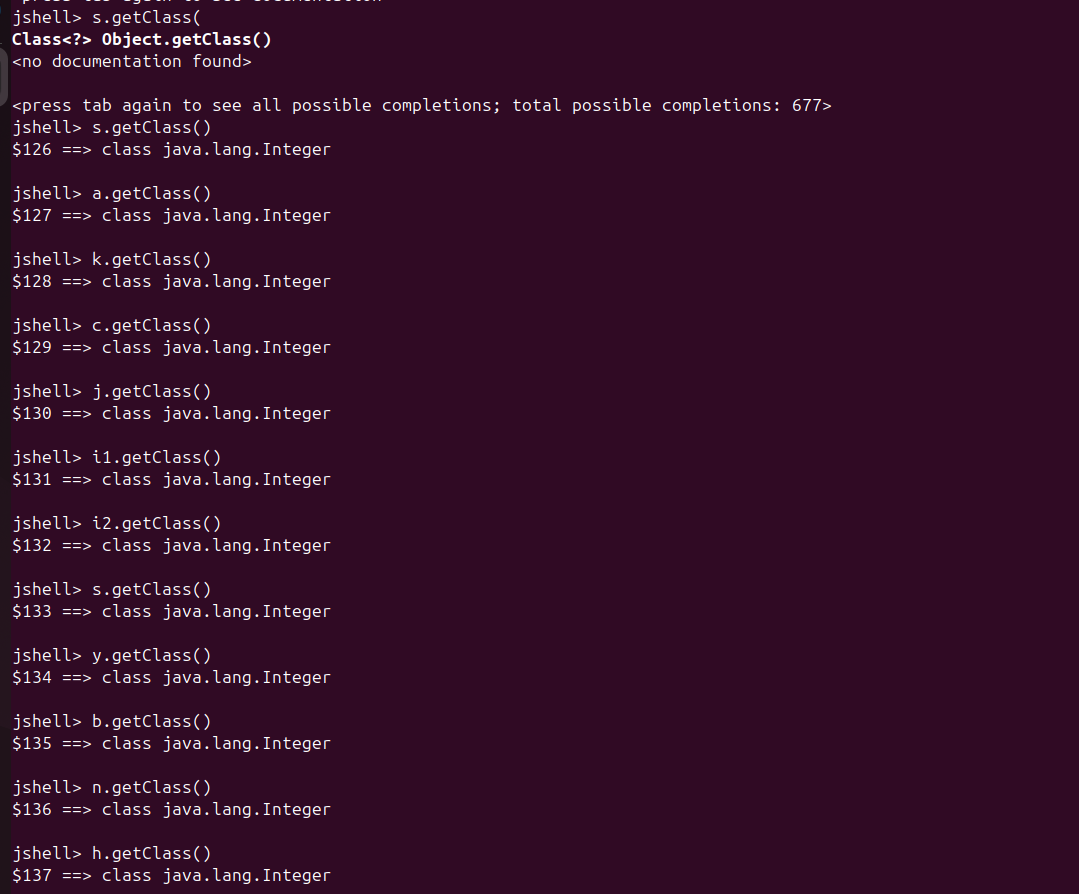 jshell> s.getClass(
Class<?> Object.getClass()
<no documentation found>
<press tab again to see all possible completions; total possible completions: 677>
jshell> s.getClass()
$126 ==> class java.lang.Integer
jshell> a.getClass()
$127 ==> class java.lang.Integer
jshell> k.getClass()
$128 ==> class java.lang.Integer
jshell> c.getClass()
$129 ==> class java.lang.Integer
jshell> j.getClass()
$130 ==> class java.lang.Integer
jshell> i1.getClass()
$131 ==> class java.lang.Integer
jshell> i2.getClass()
$132 ==> class java.lang.Integer
jshell> s.getClass()
$133 ==> class java.lang.Integer
jshell> y.getClass()
$134 ==> class java.lang.Integer
jshell> b.getClass()
$135 ==> class java.lang.Integer
jshell> n.getClass()
$136 ==> class java.lang.Integer
jshell> h.getClass()
$137 ==> class java.lang.Integer